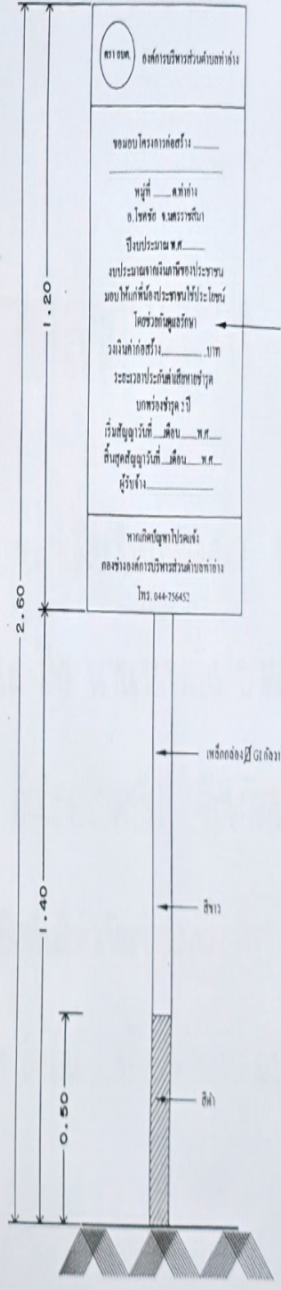 ตรา อบต. องค์การบริหารส่วนตำบลท่าอ่าง
ขอมอบโครงการก่อสร้าง
หมู่ที่ ต.ท่าอ่าง
อ.โชคชัย จ.นครราชสีมา
ปีงบประมาณ พ.ศ.
งบประมาณจากเงินภาษีของประชาชน
มอบให้แก่พี่น้องประชาชนใช้ประโยชน์
โดยช่วยกันดูแลรักษา
วงเงินค่าก่อสร้าง บาท
ระยะเวลาประกันค่าเสียหายชำรุด
บกพร่องชำรุด 2 ปี
เริ่มสัญญาวันที่ เดือน พ.ศ.
สิ้นสุดสัญญาวันที่ เดือน พ.ศ.
ผู้รับจ้าง
หากเกิดปัญหาโปรดแจ้ง
กองช่างองค์การบริหารส่วนตำบลท่าอ่าง
โทร. 044-756452
1.20
2.60
เหล็กกล่อง GI กัลวา
1.40
สีขาว
0.50
สีฟ้า